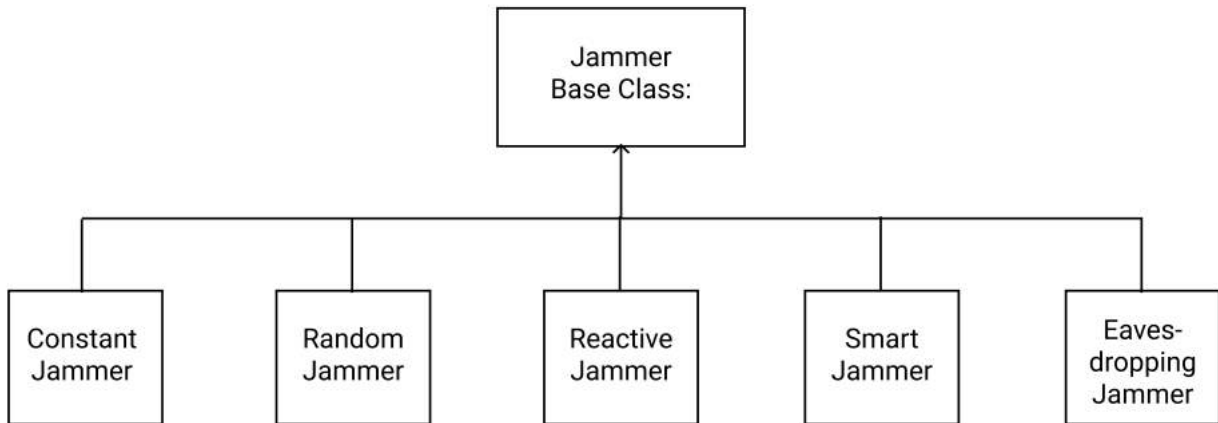 Jammer
Base Class:
Constant
Jammer
Random
Jammer
Reactive
Jammer
Smart
Jammer
Eaves-
dropping
Jammer